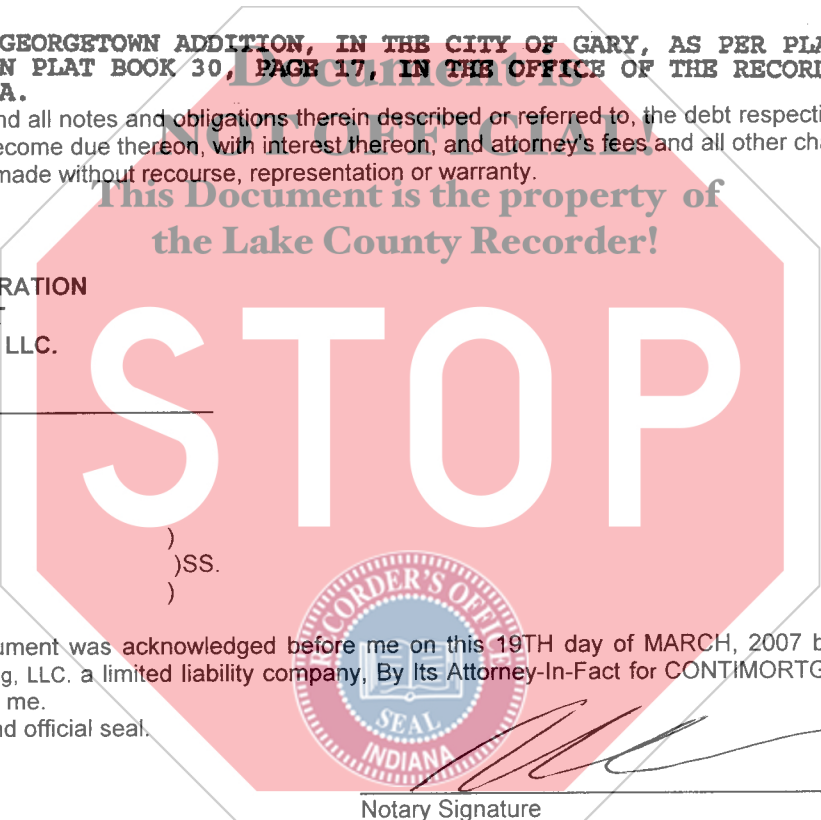 GEORGETOWN ADDITION, IN THE CITY OF GARY, AS PER PLA
N PLAT BOOK 30, PAGE 17, IN THE OFFICE OF THE RECORD
A.
Document is
nd all notes and obligations therein described or referred to, the debt respecti
NOT OFFICIAL!
ecome due thereon, with interest thereon, and attorney's fees and all other cha
made without recourse, representation or warranty.
This Document is the property of
the Lake County Recorder!
RATION
LLC.
STOP
)
)SS.
)
RECORDER'S OFFICE
SEAL
INDIANA
ument was acknowledged before me on this 19TH day of MARCH, 2007 b
g, LLC. a limited liability company, By Its Attorney-In-Fact for CONTIMORTG
me.
nd official seal.
Notary Signature